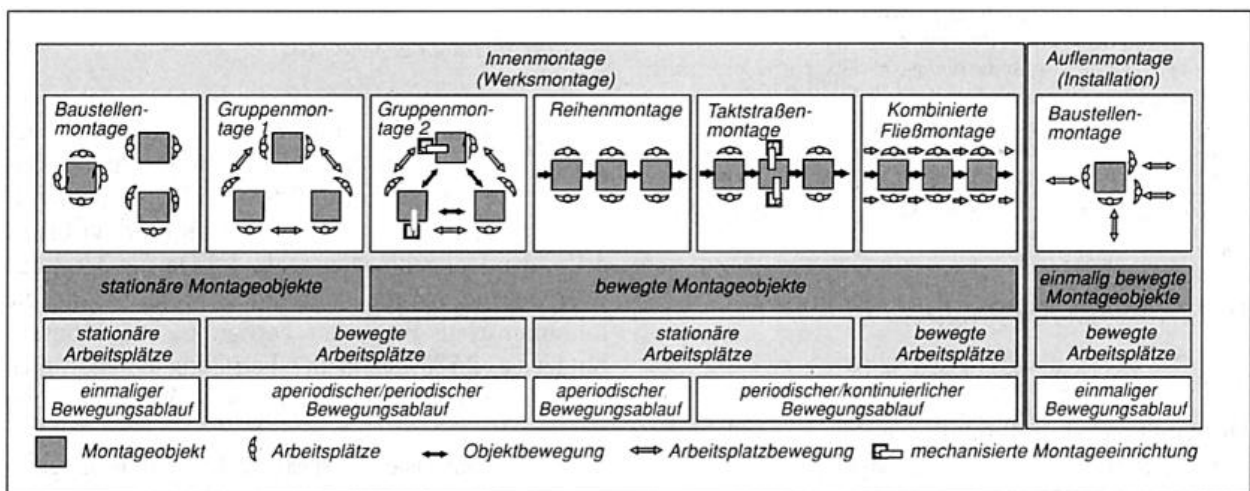 Innenmontage
(Werksmontage)
Außenmontage
(Installation)
Baustellen-
montage
Gruppenmon-
tage 1
Gruppenmon-
tage 2
Reihenmontage
Taktstraßen-
montage
Kombinierte
Fließmontage
Baustellen-
montage
stationäre Montageobjekte
bewegte Montageobjekte
einmalig bewegte
Montageobjekte
stationäre
Arbeitsplätze
bewegte
Arbeitsplätze
stationäre
Arbeitsplätze
bewegte
Arbeitsplätze
bewegte
Arbeitsplätze
einmaliger
Bewegungsablauf
aperiodischer/periodischer
Bewegungsablauf
aperiodischer
Bewegungsablauf
periodischer/kontinuierlicher
Bewegungsablauf
einmaliger
Bewegungsablauf
Montageobjekt
Arbeitsplätze
Objektbewegung
Arbeitsplatzbewegung
mechanisierte Montageeinrichtung